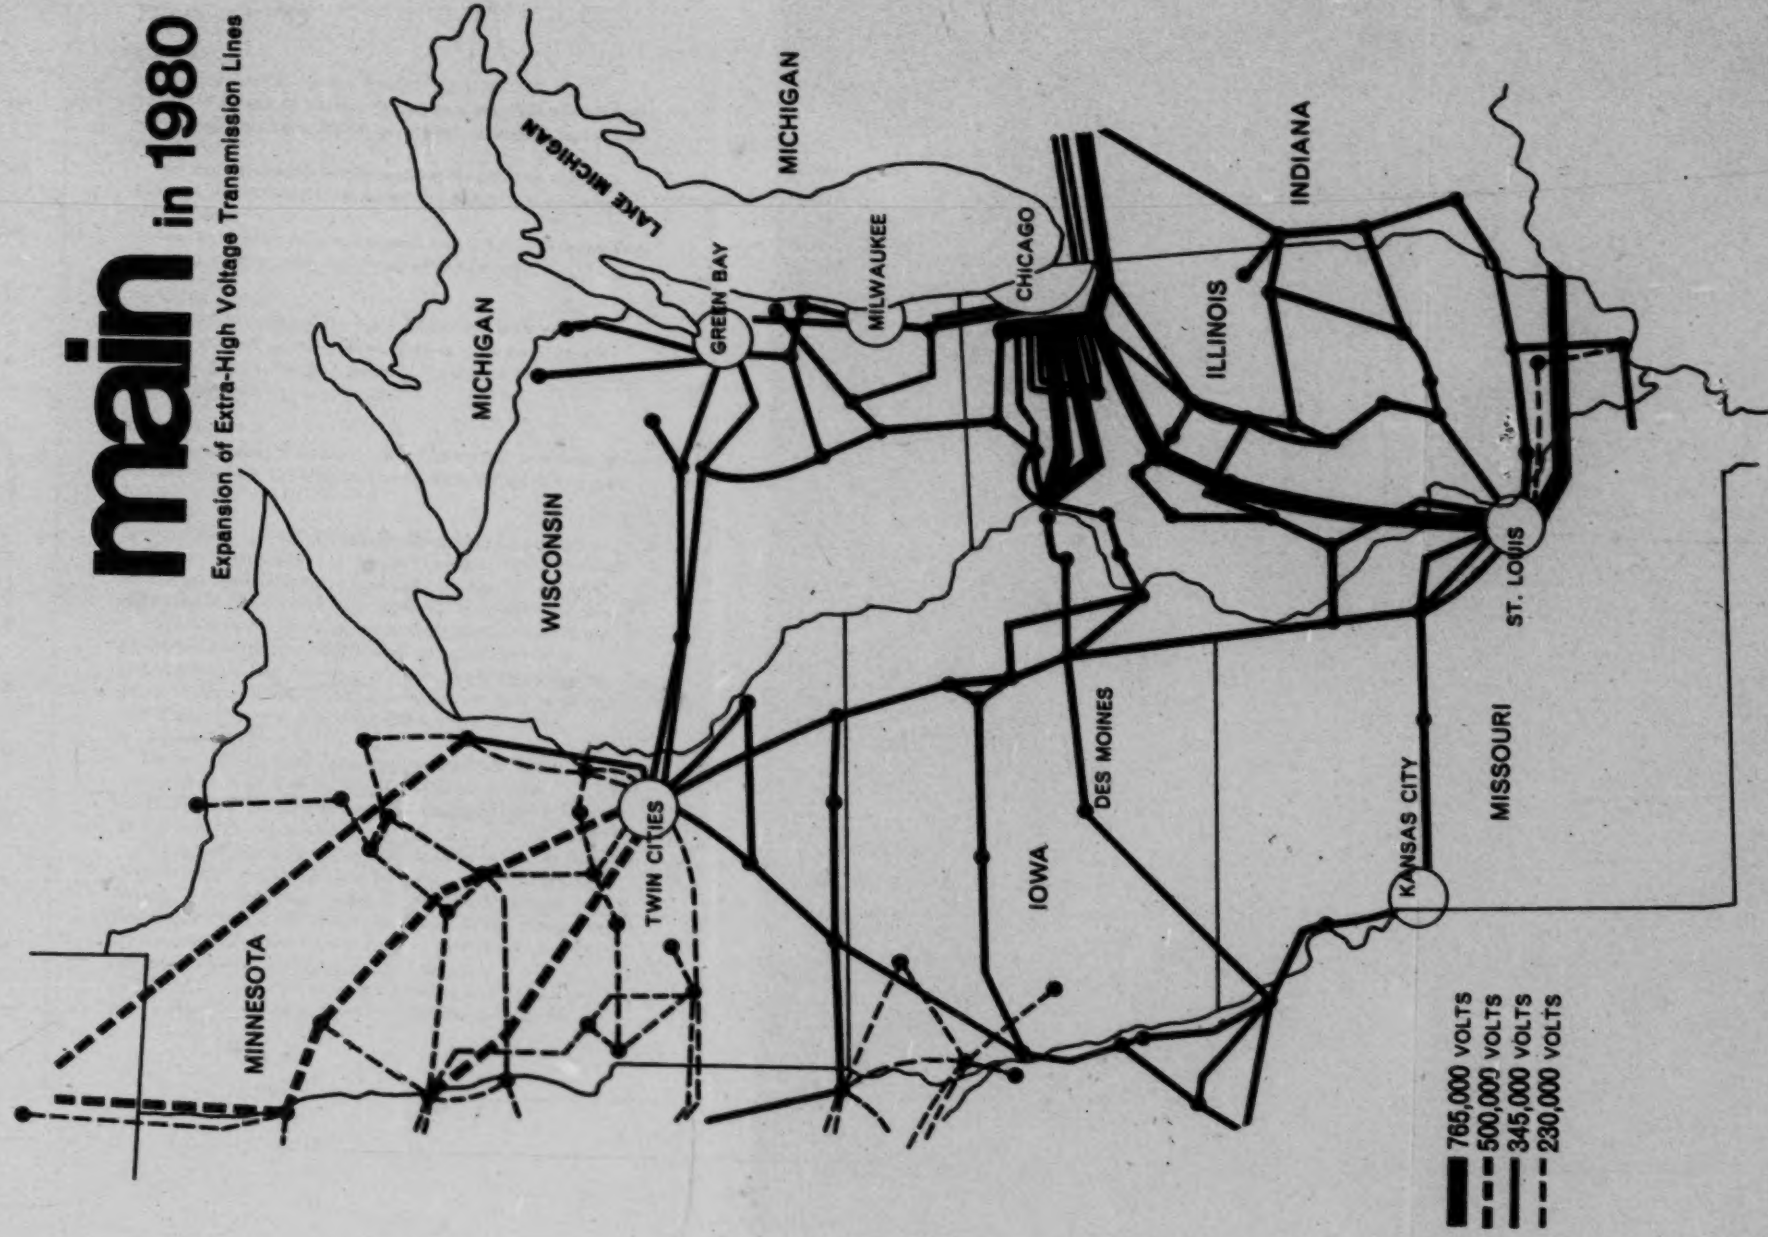 main in 1980
Expansion of Extra-High Voltage Transmission Lines
MINNESOTA
WISCONSIN
MICHIGAN
LAKE MICHIGAN
MICHIGAN
TWIN CITIES
GREEN BAY
MILWAUKEE
CHICAGO
IOWA
DES MOINES
ILLINOIS
INDIANA
KANSAS CITY
MISSOURI
ST. LOUIS
765,000 VOLTS
500,000 VOLTS
345,000 VOLTS
230,000 VOLTS